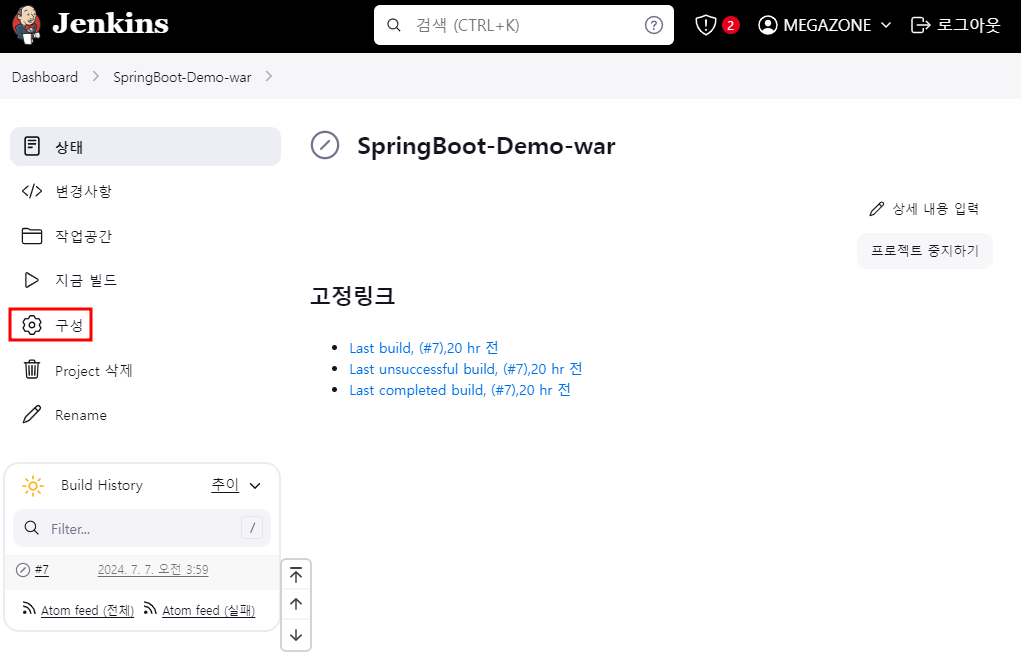 Jenkins
검색 (CTRL+K)
2
MEGAZONE
로그아웃
Dashboard
SpringBoot-Demo-war
상태
변경사항
작업공간
지금 빌드
구성
Project 삭제
Rename
SpringBoot-Demo-war
상세 내용 입력
프로젝트 중지하기
고정링크
Last build, (#7),20 hr 전
Last unsuccessful build, (#7),20 hr 전
Last completed build, (#7),20 hr 전
Build History 추이
Filter... /
#7 2024. 7. 7. 오전 3:59
Atom feed (전체) Atom feed (실패)